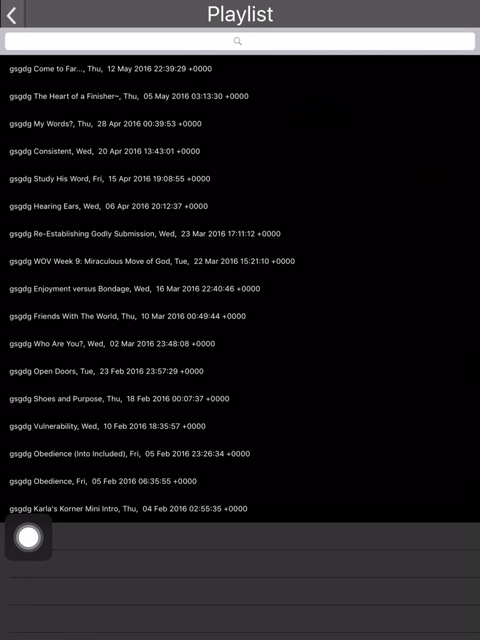 Playlist
gsgdg Come to Far..., Thu,  12 May 2016 22:39:29 +0000
gsgdg The Heart of a Finisher~, Thu,  05 May 2016 03:13:30 +0000
gsgdg My Words?, Thu,  28 Apr 2016 00:39:53 +0000
gsgdg Consistent, Wed,  20 Apr 2016 13:43:01 +0000
gsgdg Study His Word, Fri,  15 Apr 2016 19:08:55 +0000
gsgdg Hearing Ears, Wed,  06 Apr 2016 20:12:37 +0000
gsgdg Re-Establishing Godly Submission, Wed,  23 Mar 2016 17:11:12 +0000
gsgdg WOV Week 9: Miraculous Move of God, Tue,  22 Mar 2016 15:21:10 +0000
gsgdg Enjoyment versus Bondage, Wed,  16 Mar 2016 22:40:46 +0000
gsgdg Friends With The World, Thu,  10 Mar 2016 00:49:44 +0000
gsgdg Who Are You?, Wed,  02 Mar 2016 23:48:08 +0000
gsgdg Open Doors, Tue,  23 Feb 2016 23:57:29 +0000
gsgdg Shoes and Purpose, Thu,  18 Feb 2016 00:07:37 +0000
gsgdg Vulnerability, Wed,  10 Feb 2016 18:35:57 +0000
gsgdg Obedience (Into Included), Fri,  05 Feb 2016 23:26:34 +0000
gsgdg Obedience, Fri,  05 Feb 2016 06:35:55 +0000
gsgdg Karla's Korner Mini Intro, Thu,  04 Feb 2016 02:55:35 +0000